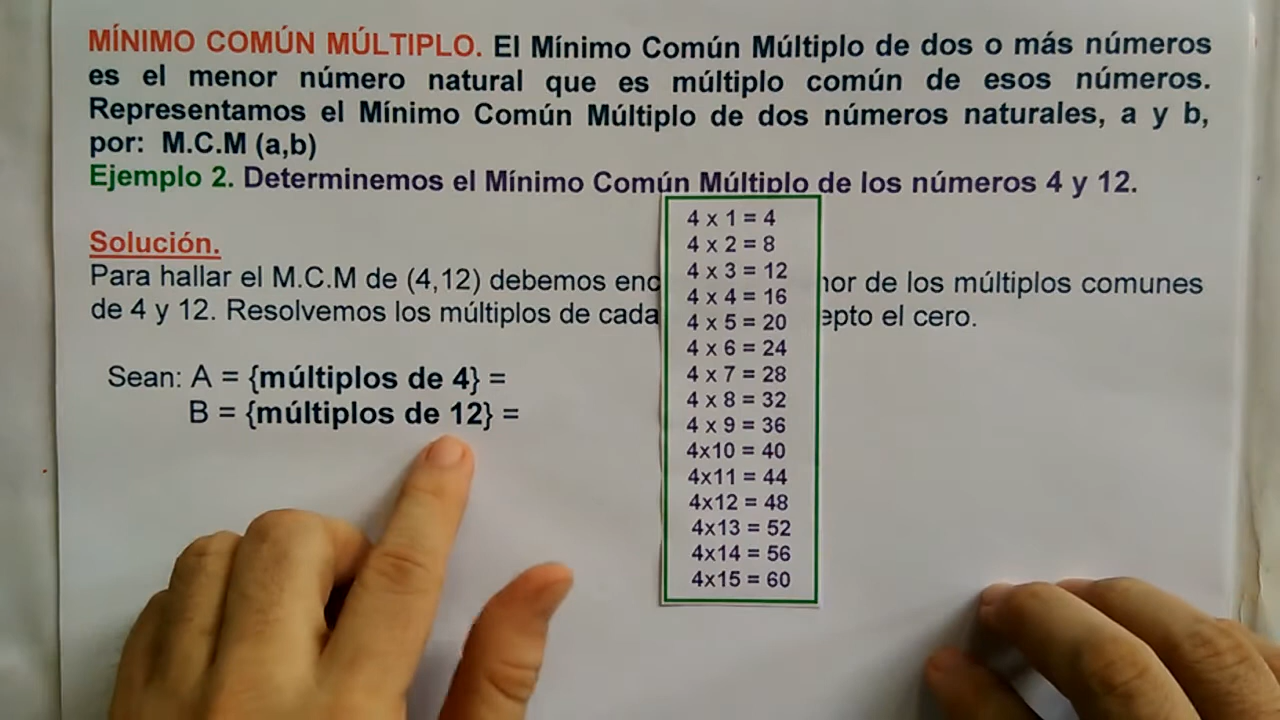 MÍNIMO COMÚN MÚLTIPLO. El Mínimo Común Múltiplo de dos o más números
es el menor número natural que es múltiplo común de esos números.
Representamos el Mínimo Común Múltiplo de dos números naturales, a y b,
por: M.C.M (a,b)
Ejemplo 2. Determinemos el Mínimo Común Múltiplo de los números 4 y 12.
Solución.
Para hallar el M.C.M de (4,12) debemos de los múltiplos comunes
de 4 y 12. Resolvemos los múltiplos de cada el cero.
Sean: A = {múltiplos de 4} =
B = {múltiplos de 12} =
4 x 1 = 4
4 x 2 = 8
4 x 3 = 12
4 x 4 = 16
4 x 5 = 20
4 x 6 = 24
4 x 7 = 28
4 x 8 = 32
4 x 9 = 36
4x10 = 40
4x11 = 44
4x12 = 48
4x13 = 52
4x14 = 56
4x15 = 60